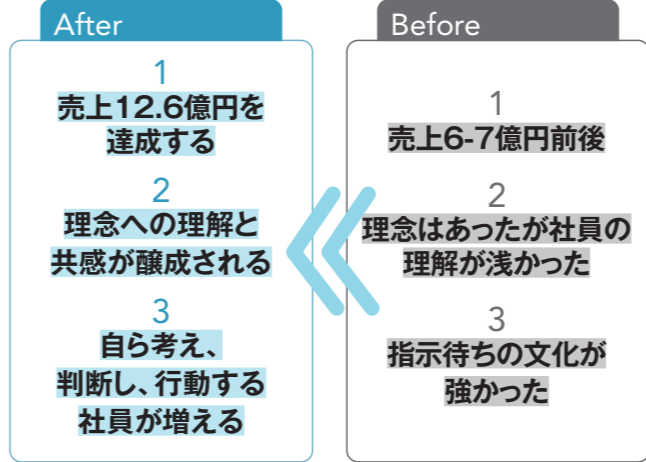 After
1
売上12.6億円を
達成する
2
理念への理解と
共感が醸成される
3
自ら考え、
判断し、行動する
社員が増える
Before
1
売上6-7億円前後
2
理念はあったが社員の
理解が浅かった
3
指示待ちの文化が
強かった